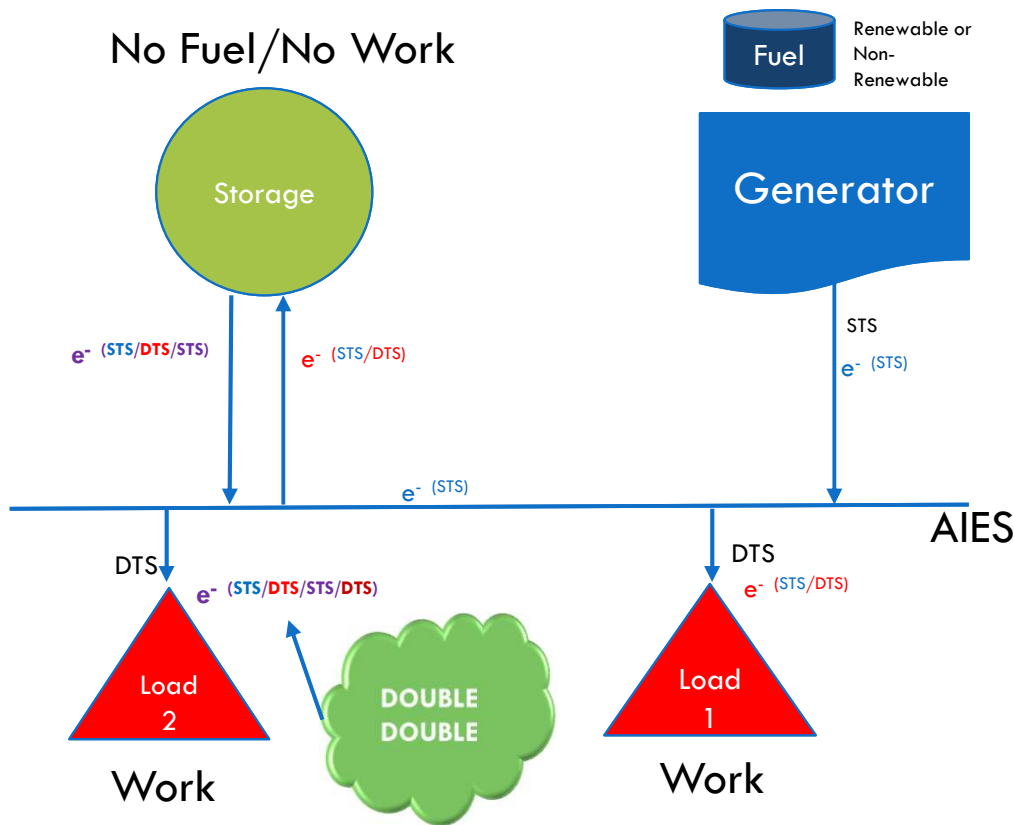 No Fuel/No Work
Fuel
Renewable or
Non-
Renewable
Storage
Generator
e- (STS/DTS/STS)
e- (STS/DTS)
STS
e- (STS)
e- (STS)
AIES
DTS
e- (STS/DTS/STS/DTS)
DTS
e- (STS/DTS)
Load
2
DOUBLE
DOUBLE
Load
1
Work
Work